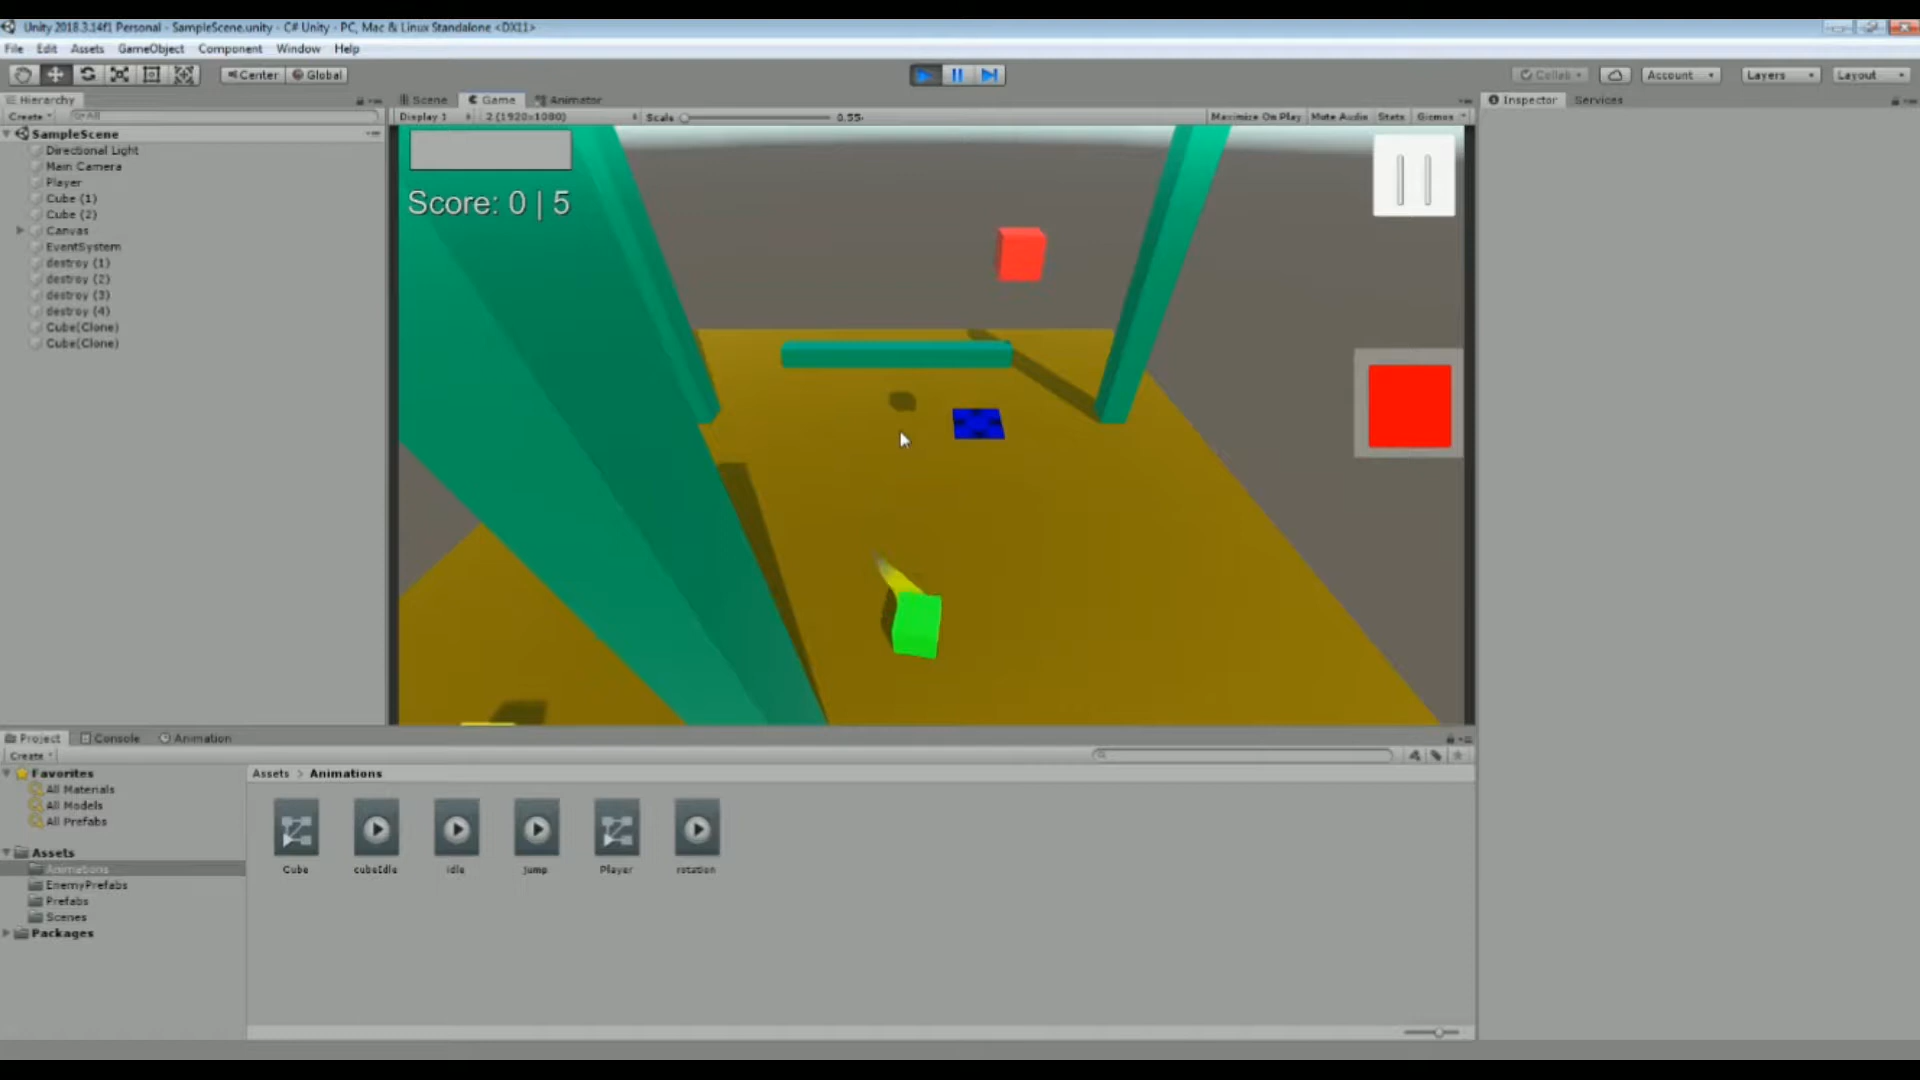 Unity 2018.3.14f1 Personal - SampleScene.unity - C# Unity - PC, Mac & Linux Standalone <DX11>
File Edit Assets GameObject Component Window Help
Center Global Collab Account Layers Layout
Hierarchy Scene Game Animator Inspector Services
Create All Display 1 2 (1920x1080) Scale 0.55 Maximize On Play Mute Audio Stats Gizmos
SampleScene
Directional Light
Main Camera
Player
Cube (1)
Cube (2)
Canvas
EventSystem
destroy (1)
destroy (2)
destroy (3)
destroy (4)
Cube(Clone)
Cube(Clone)
Score: 0 | 5
Project Console Animation
Create
Favorites
All Materials
All Models
All Prefabs
Assets
Animations
EnemyPrefabs
Prefabs
Scenes
Packages
Assets > Animations
Cube cubeIdle idle jump Player rotation